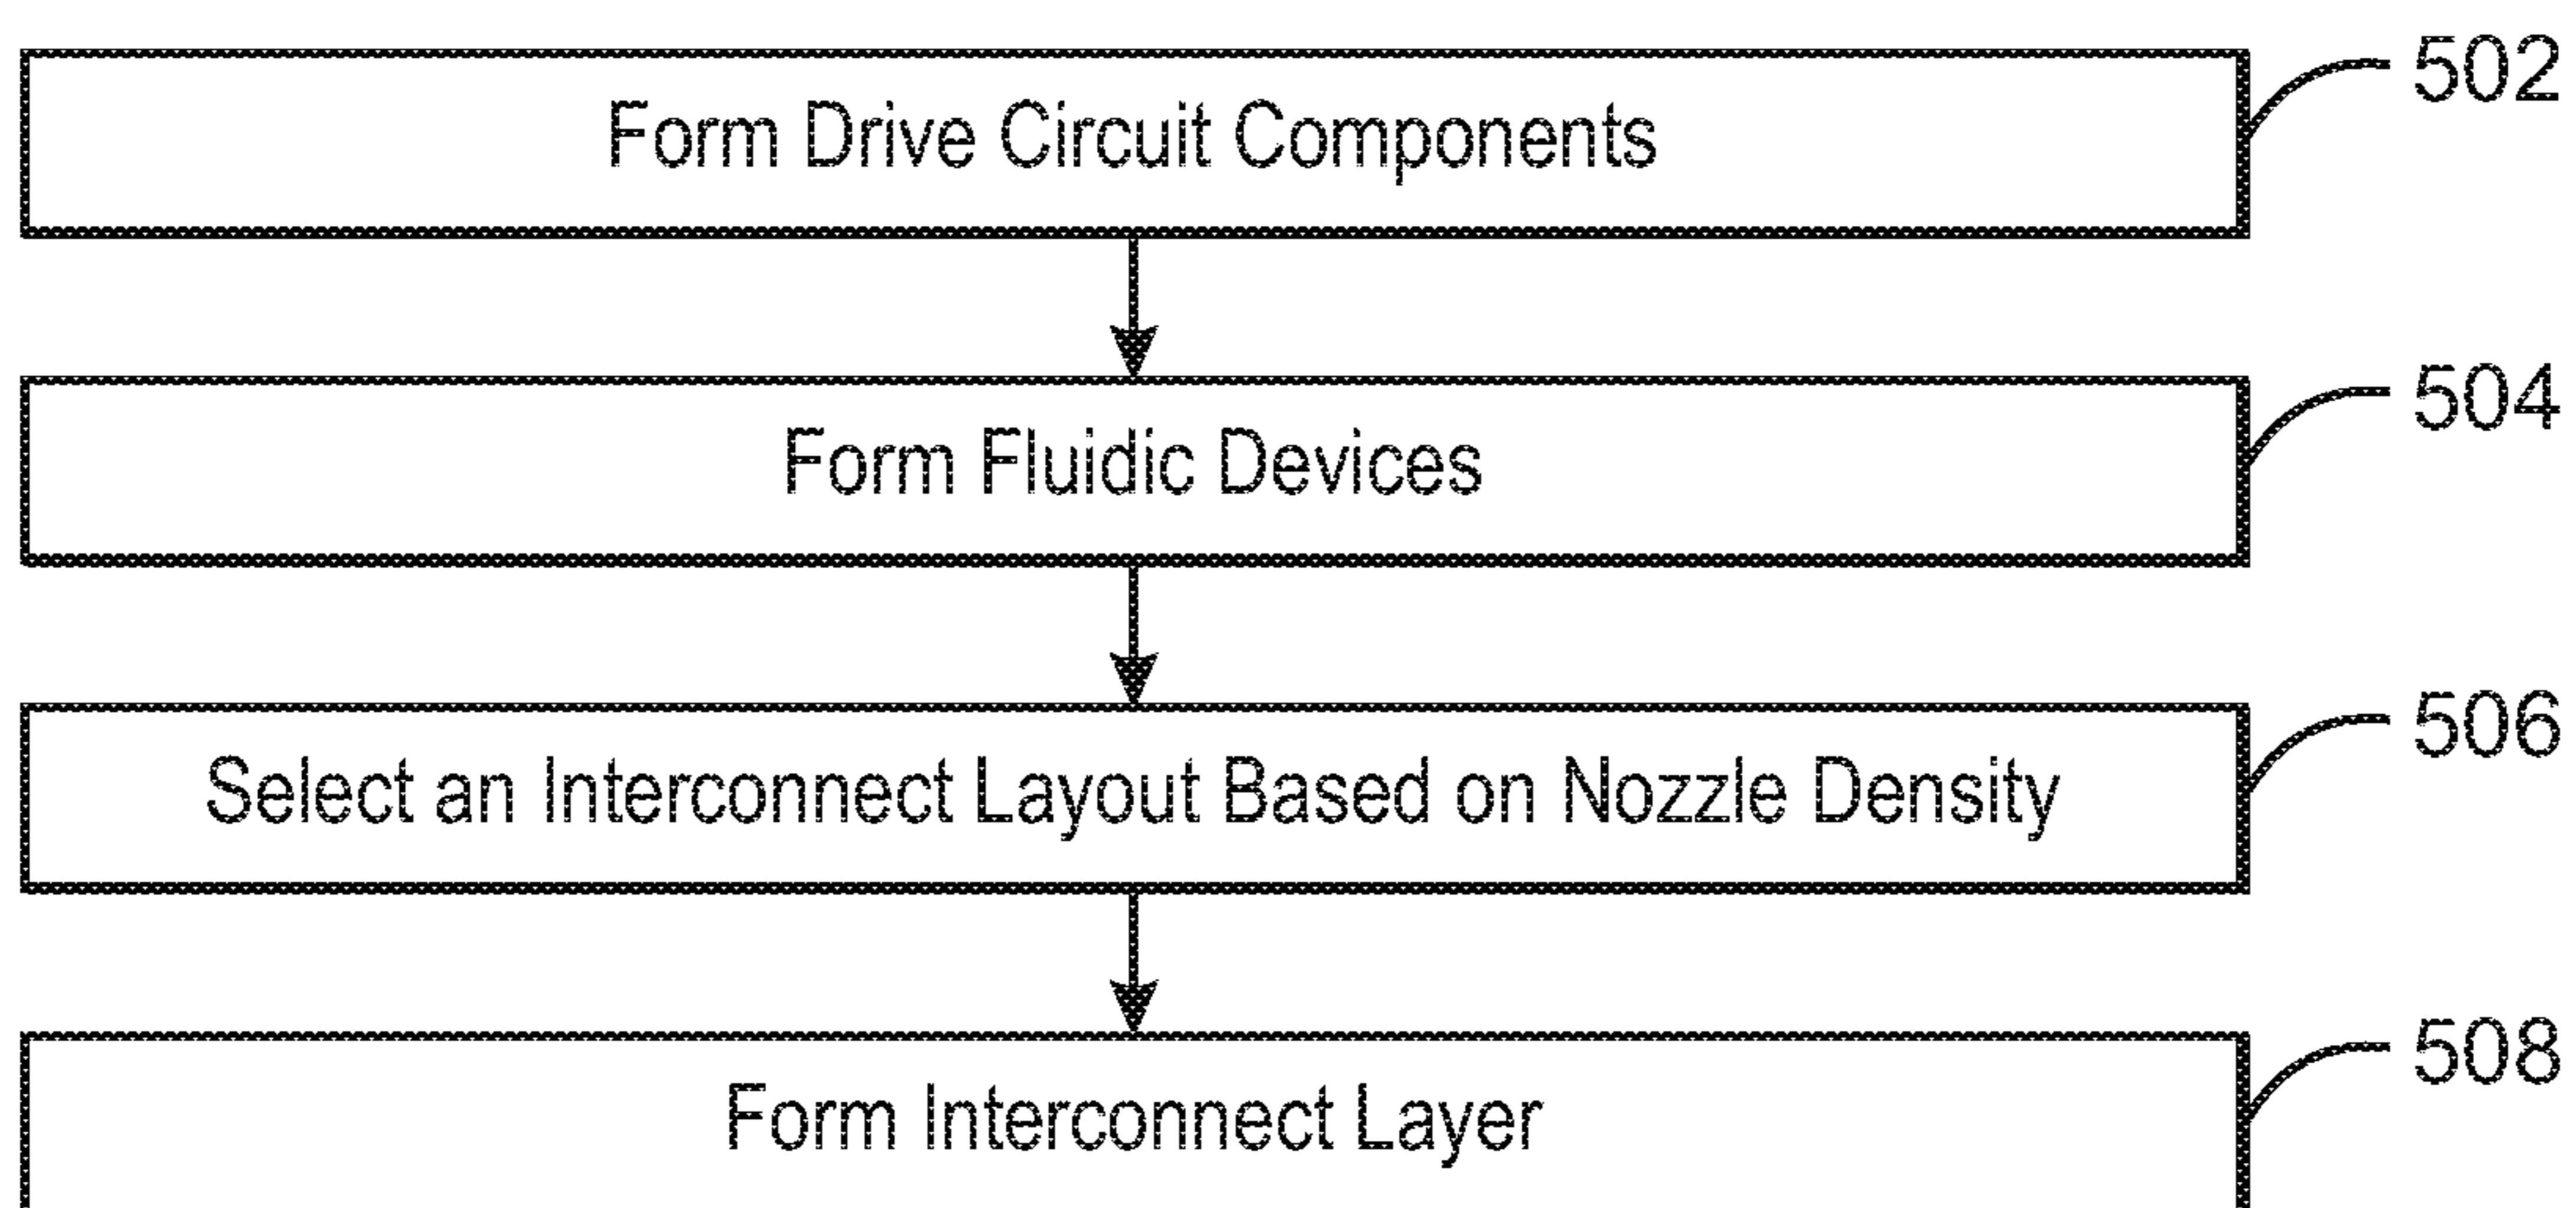 Form Drive Circuit Components 502
Form Fluidic Devices 504
Select an Interconnect Layout Based on Nozzle Density 506
Form Interconnect Layer 508